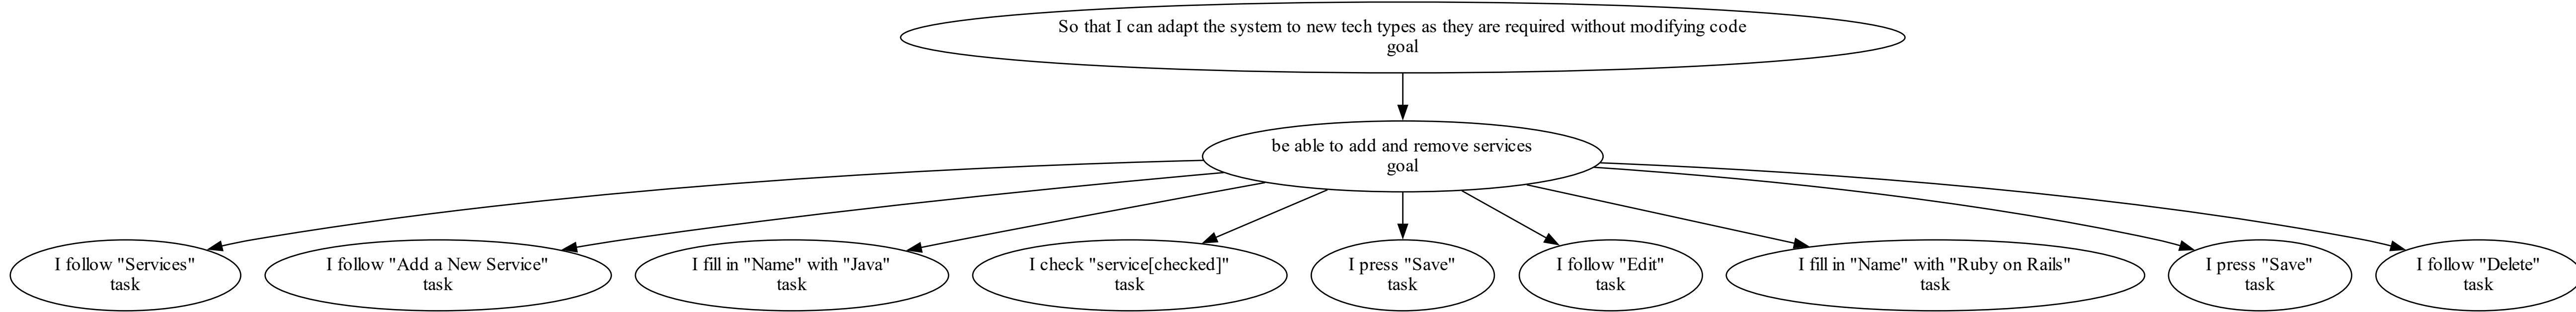 So that I can adapt the system to new tech types as they are required without modifying code
goal
be able to add and remove services
goal
I follow "Services"
task
I follow "Add a New Service"
task
I fill in "Name" with "Java"
task
I check "service[checked]"
task
I press "Save"
task
I follow "Edit"
task
I fill in "Name" with "Ruby on Rails"
task
I press "Save"
task
I follow "Delete"
task